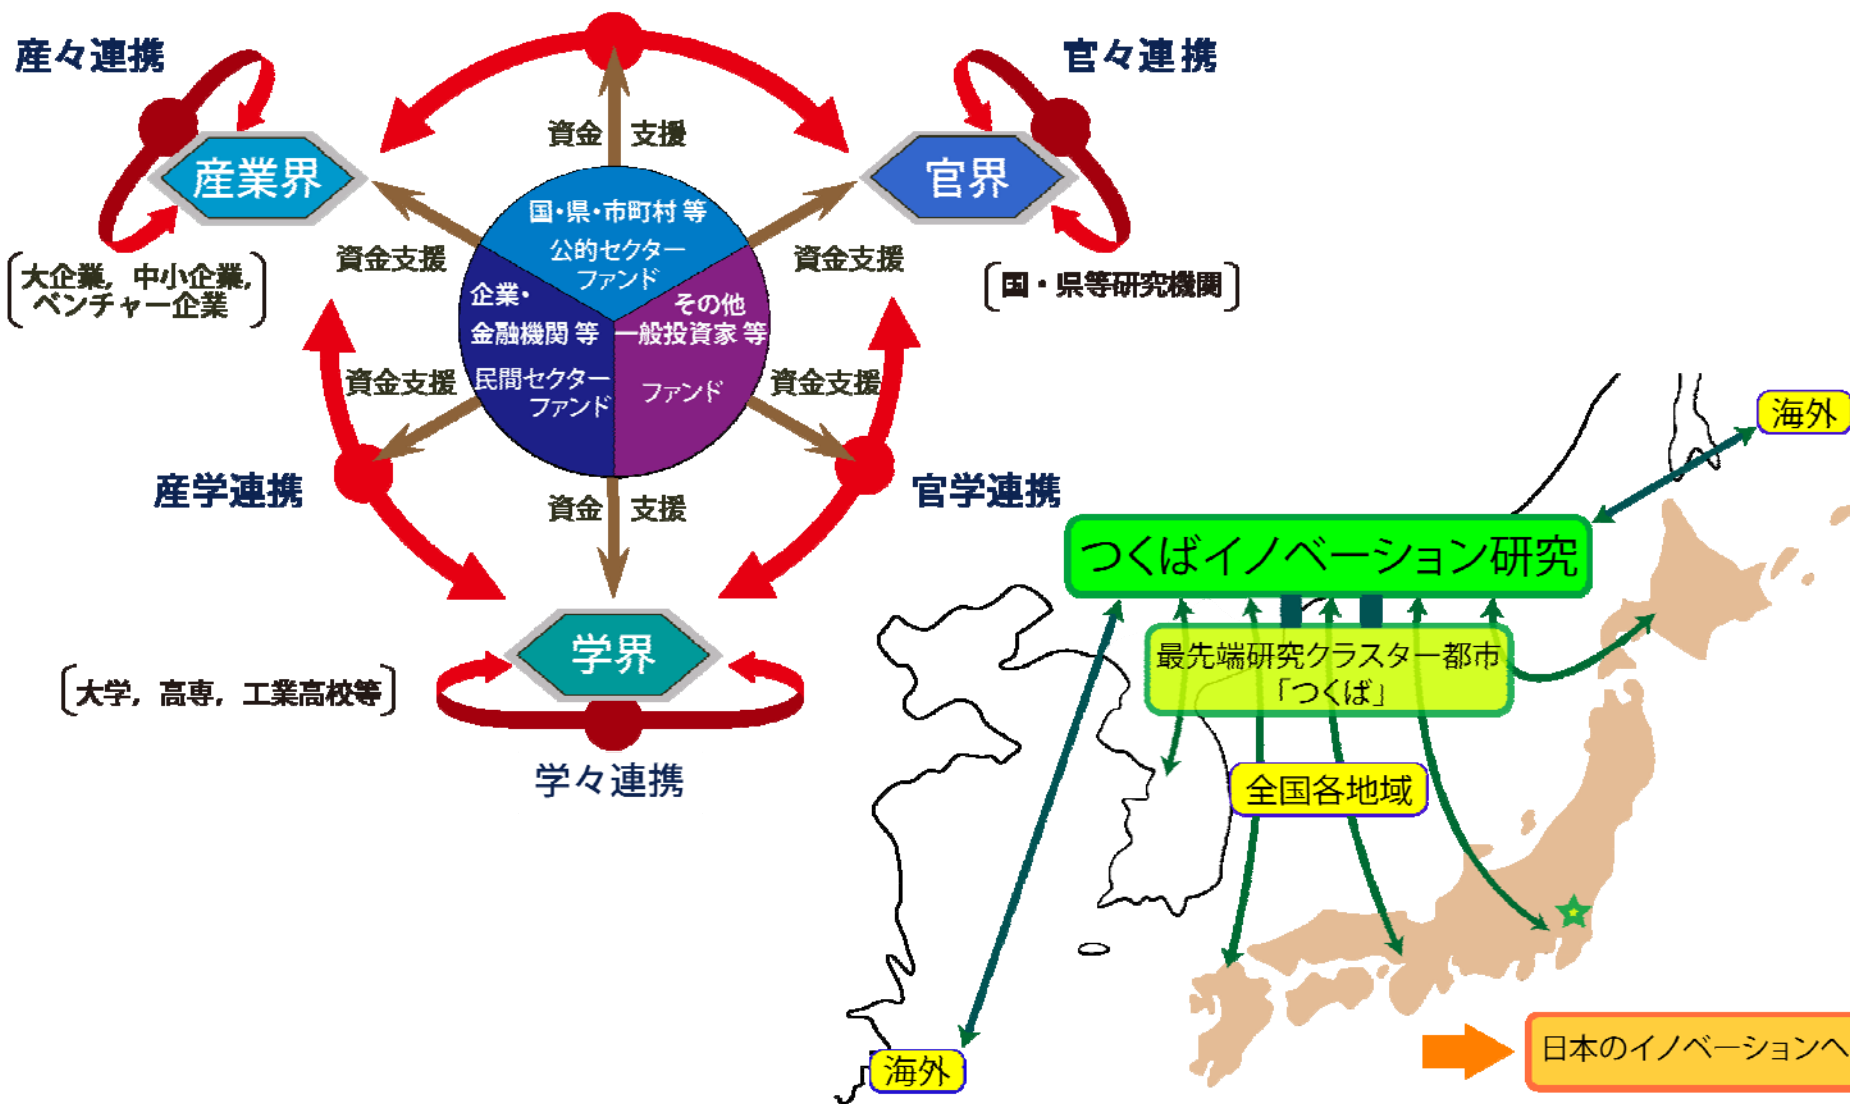 産々連携
官々連携
資金 支援
産業界
官界
国・県・市町村 等
公的セクター
ファンド
資金支援
資金支援
大企業, 中小企業,
ベンチャー企業
国・県等研究機関
企業・
金融機関 等
民間セクター
ファンド
その他
一般投資家 等
ファンド
資金支援
資金支援
産学連携
官学連携
資金 支援
学界
大学, 高専, 工業高校等
学々連携
海外
つくばイノベーション研究
最先端研究クラスター都市
「つくば」
全国各地域
海外
日本のイノベーションへ